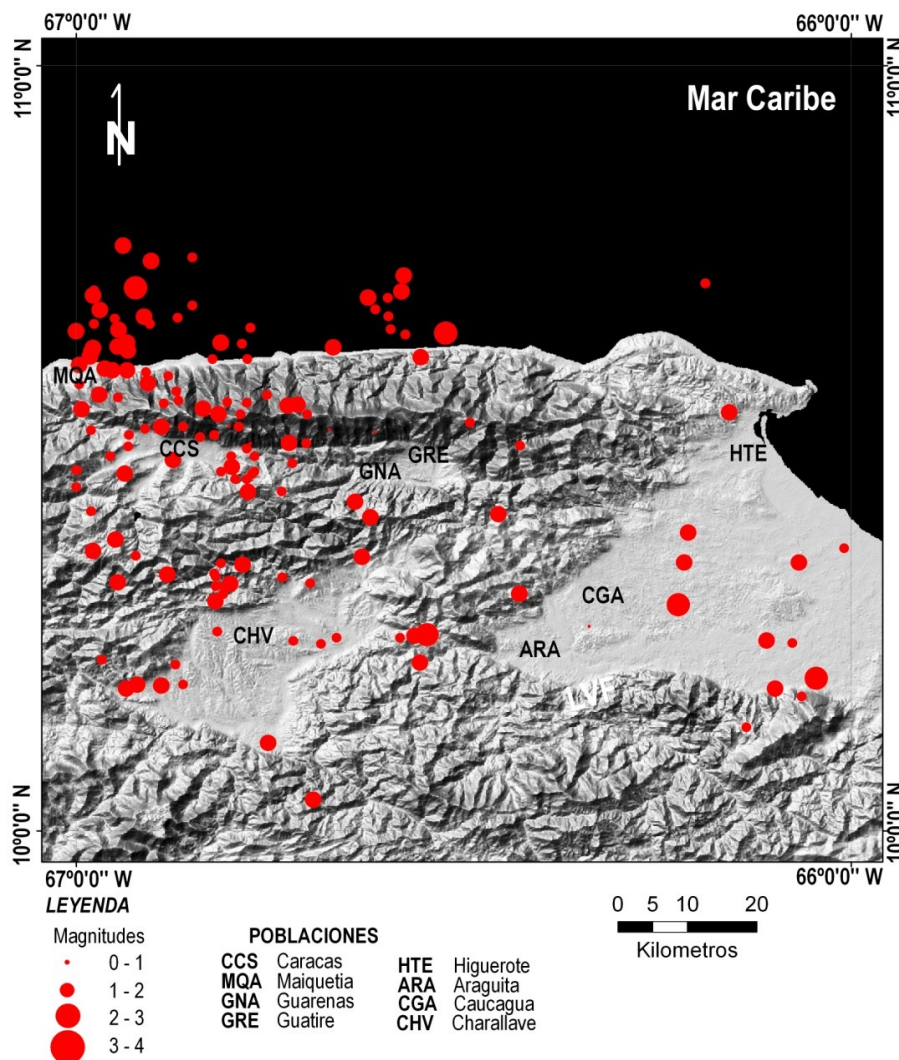 67º0'0'' W 66º0'0'' W
11º0'0'' N 11º0'0'' N
Mar Caribe
N
MQA
CCS
GRE
HTE
GNA
CGA
CHV
ARA
LVF
10º0'0'' N 10º0'0'' N
67º0'0'' W 66º0'0'' W
LEYENDA
Magnitudes
0 - 1
1 - 2
2 - 3
3 - 4
POBLACIONES
CCS Caracas
MQA Maiquetia
GNA Guarenas
GRE Guatire
HTE Higuerote
ARA Araguita
CGA Caucagua
CHV Charallave
0 5 10 20
Kilometros